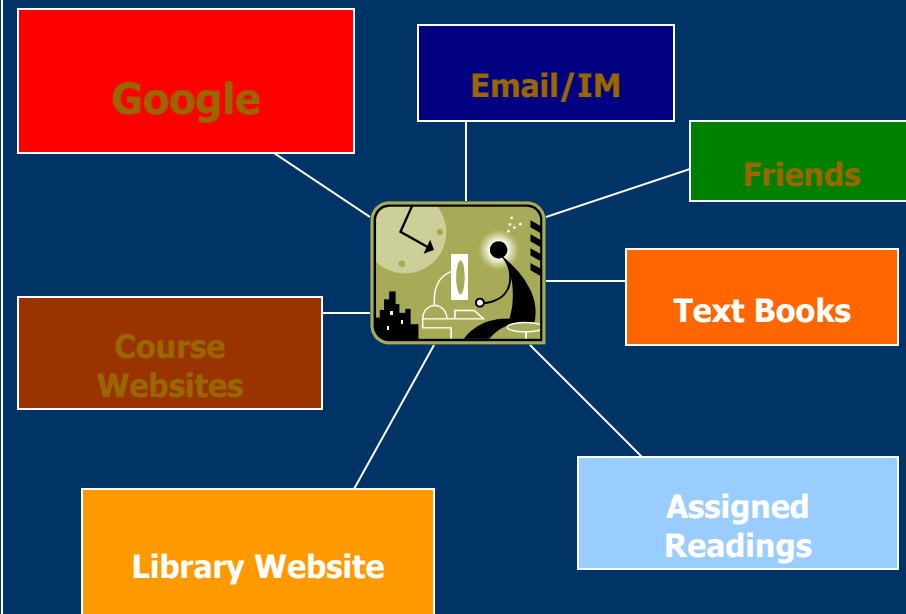 Google
Email/IM
Friends
Text Books
Course
Websites
Assigned
Readings
Library Website